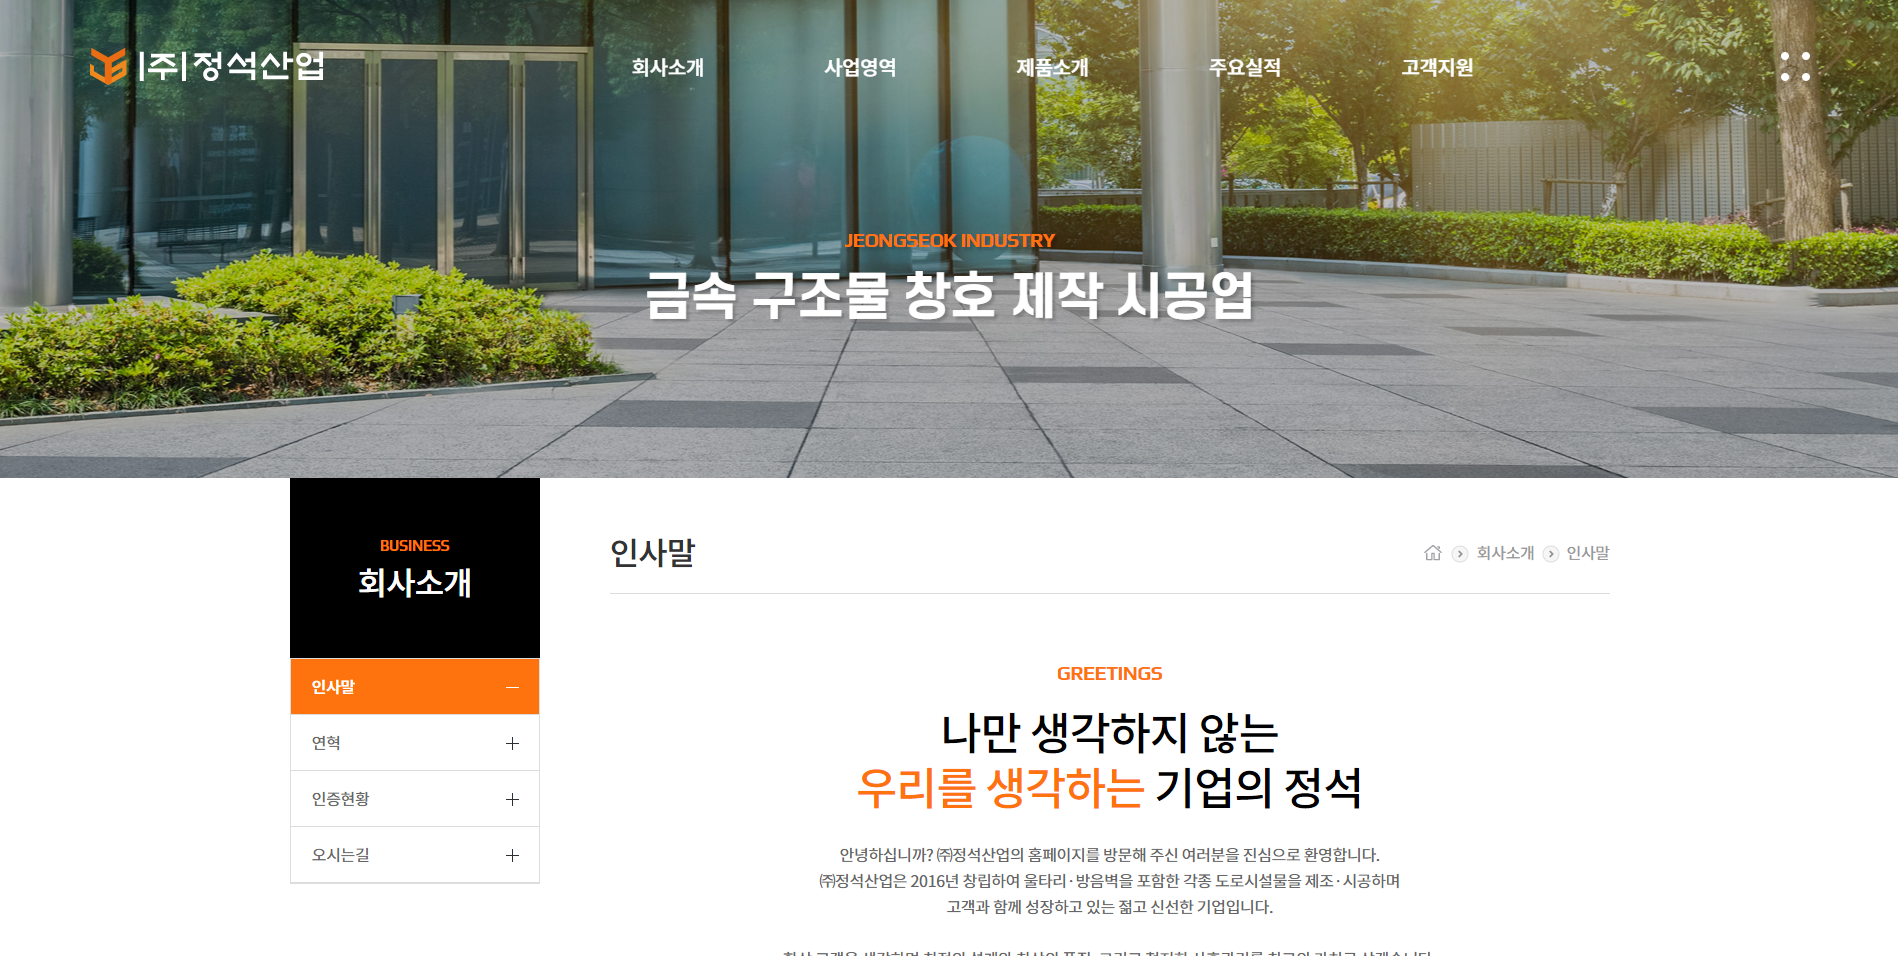 |주|정석산업
회사소개 사업영역 제품소개 주요실적 고객지원
JEONGSEOK INDUSTRY
금속 구조물 창호 제작 시공업
BUSINESS
회사소개
인사말
연혁
인증현황
오시는길
인사말
회사소개 인사말
GREETINGS
나만 생각하지 않는
우리를 생각하는 기업의 정석
안녕하십니까? ㈜정석산업의 홈페이지를 방문해 주신 여러분을 진심으로 환영합니다.
㈜정석산업은 2016년 창립하여 울타리·방음벽을 포함한 각종 도로시설물을 제조·시공하며
고객과 함께 성장하고 있는 젊고 신선한 기업입니다.